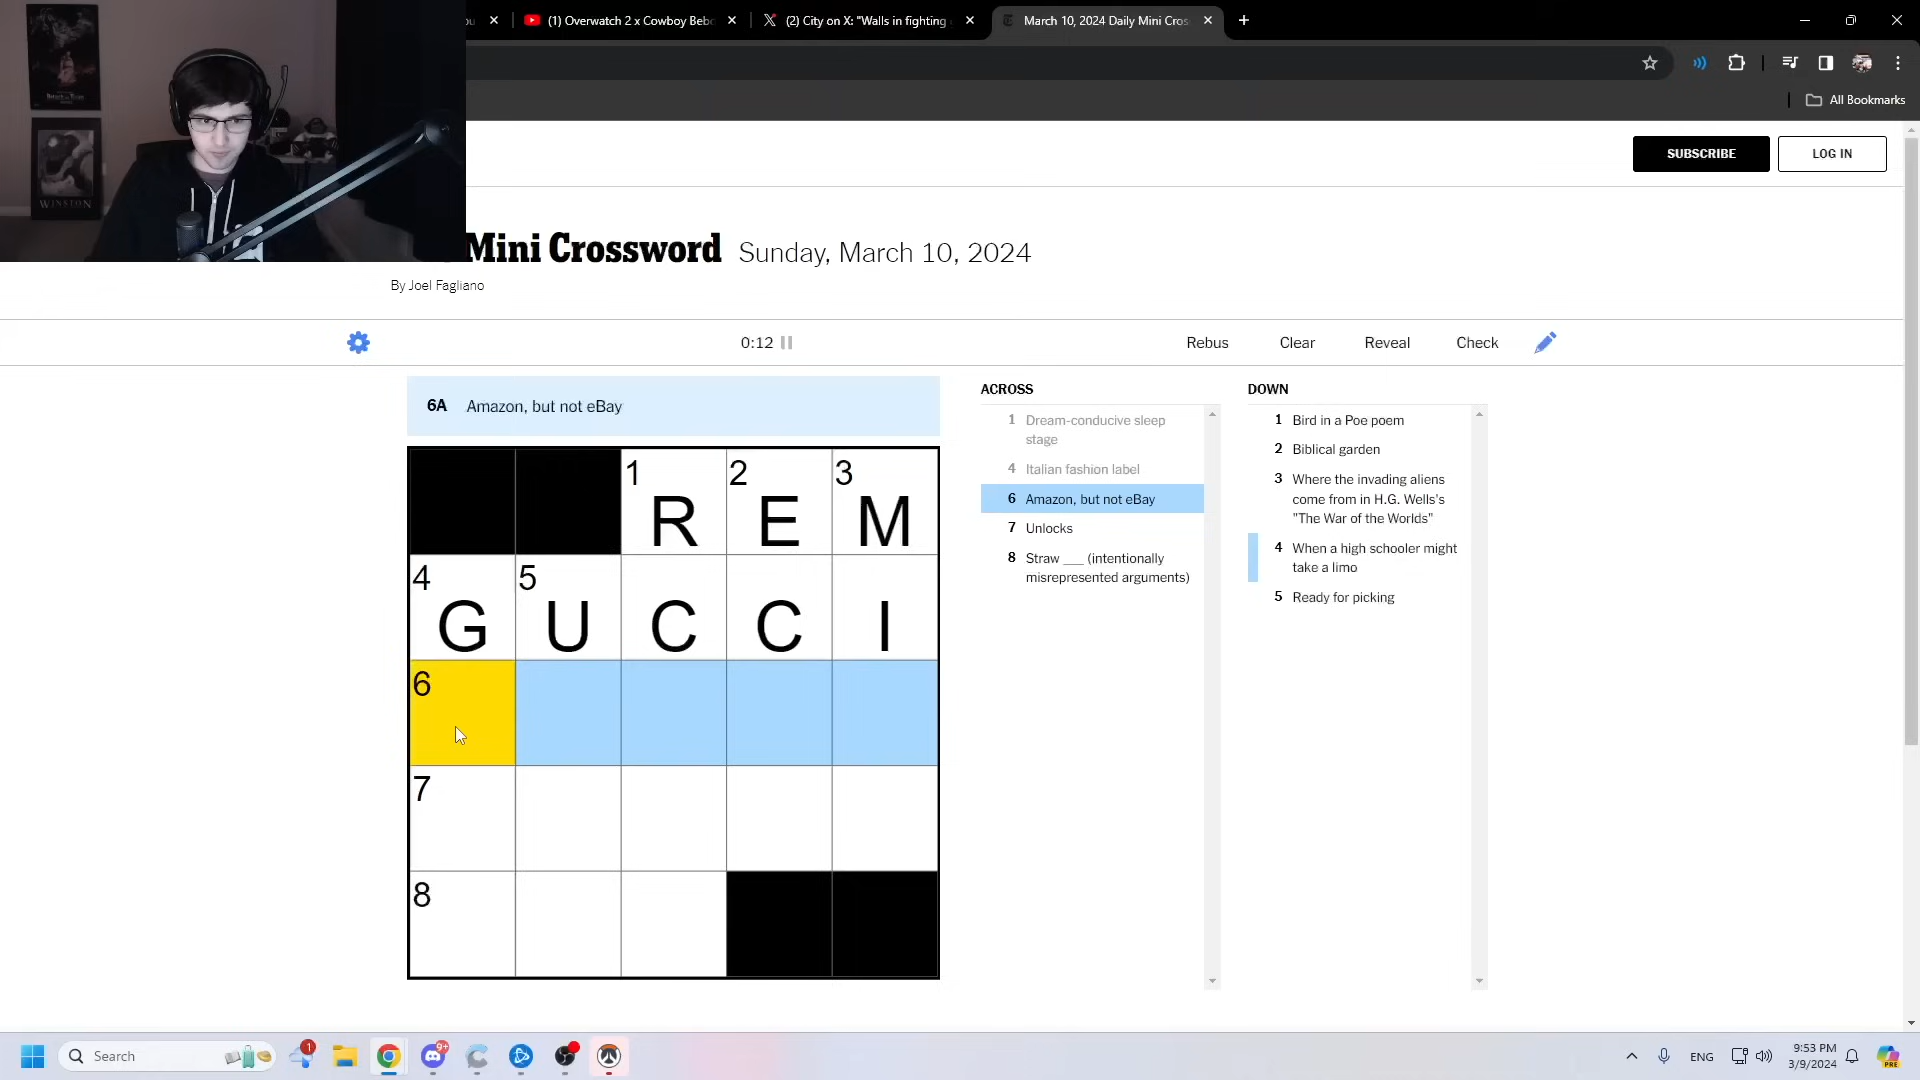 (1) Overwatch 2 x Cowboy Beb
(2) City on X: "Walls in fighting
March 10, 2024 Daily Mini Cros
All Bookmarks
WINSTON
SUBSCRIBE
LOG IN
Mini Crossword Sunday, March 10, 2024
By Joel Fagliano
0:12
Rebus
Clear
Reveal
Check
6A Amazon, but not eBay
1 2 3
R E M
4 5
G U C C I
6
7
8
ACROSS
1 Dream-conducive sleep
stage
4 Italian fashion label
6 Amazon, but not eBay
7 Unlocks
8 Straw ___ (intentionally
misrepresented arguments)
DOWN
1 Bird in a Poe poem
2 Biblical garden
3 Where the invading aliens
come from in H.G. Wells's
"The War of the Worlds"
4 When a high schooler might
take a limo
5 Ready for picking
Search
1
9+
ENG
9:53 PM
3/9/2024
PRE